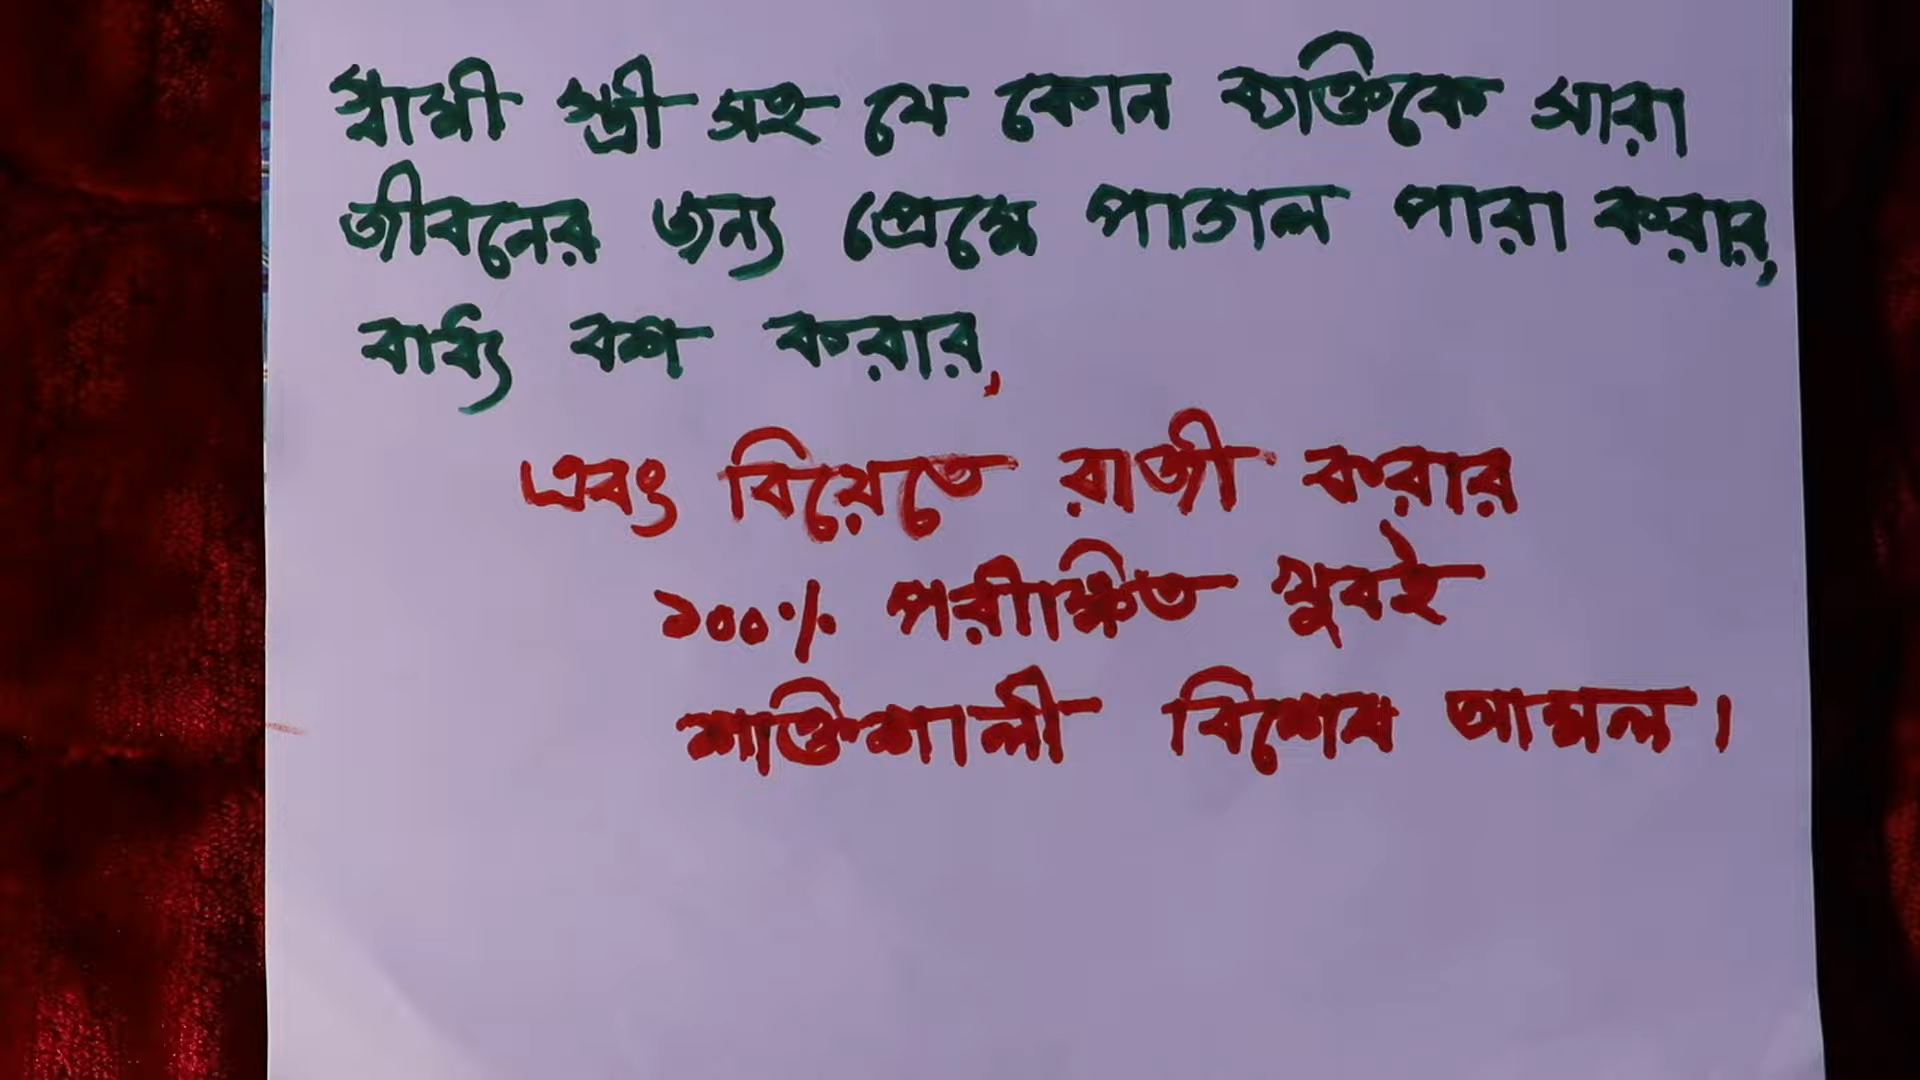 স্বামী স্ত্রী সহ যে কোন ব্যক্তিকে সারা
জীবনের জন্য প্রেমে পাগল পারা করার,
বাধ্য বশ করার,
এবং বিয়েতে রাজী করার
১০০% পরীক্ষিত খুবই
শক্তিশালী বিশেষ আমল।